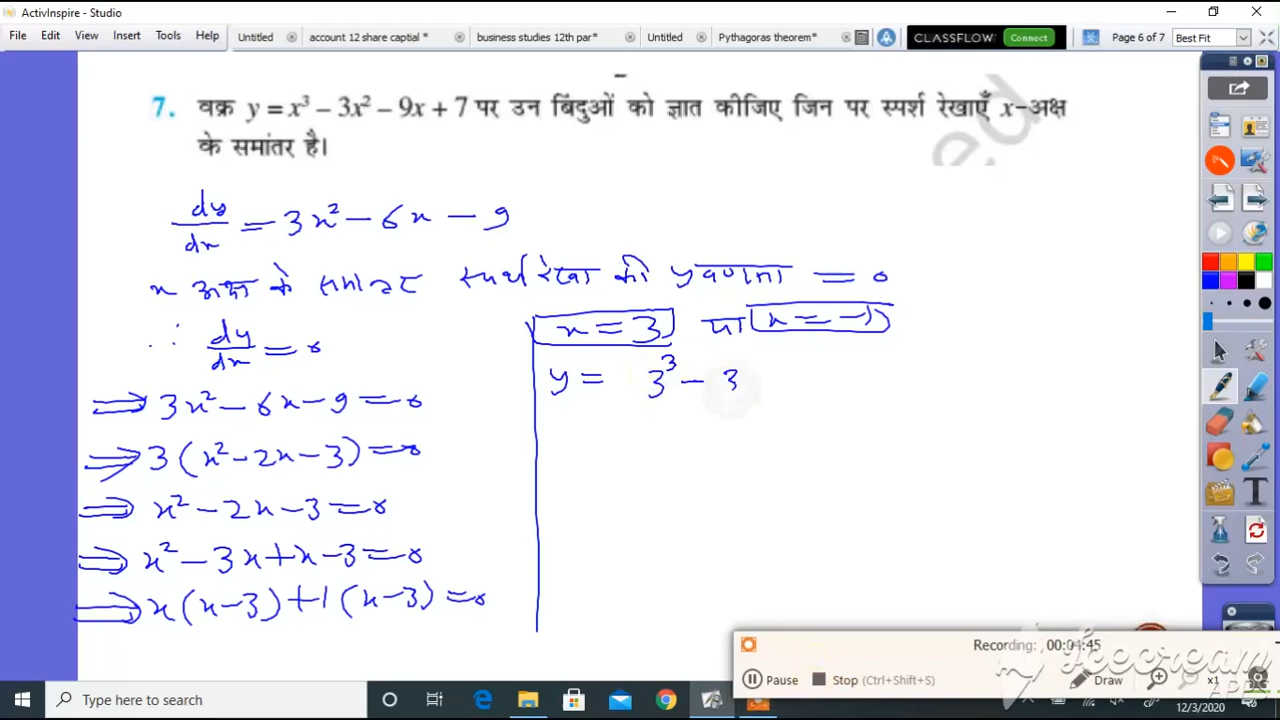 ActivInspire - Studio
File Edit View Insert Tools Help Untitled account 12 share captial * business studies 12th par* Untitled Pythagoras theorem* CLASSFLOW Connect Page 6 of 7 Best Fit
7. वक्र y = x³ – 3x² – 9x + 7 पर उन बिंदुओं को ज्ञात कीजिए जिन पर स्पर्श रेखाएँ x-अक्ष
के समांतर है।
dy/dx = 3x² - 6x - 9
x अक्ष के समान्तर स्पर्श रेखा की प्रवणता = 0
∴ dy/dx = 0
⇒ 3x² - 6x - 9 = 0
⇒ 3(x² - 2x - 3) = 0
⇒ x² - 2x - 3 = 0
⇒ x² - 3x + x - 3 = 0
⇒ x(x-3) + 1(x-3) = 0
x = 3 या x = -1
y = 3³ - 3
Recording: 00:04:45
Pause Stop (Ctrl+Shift+S) Draw x1
Icecream
APPS
Type here to search
12/3/2020